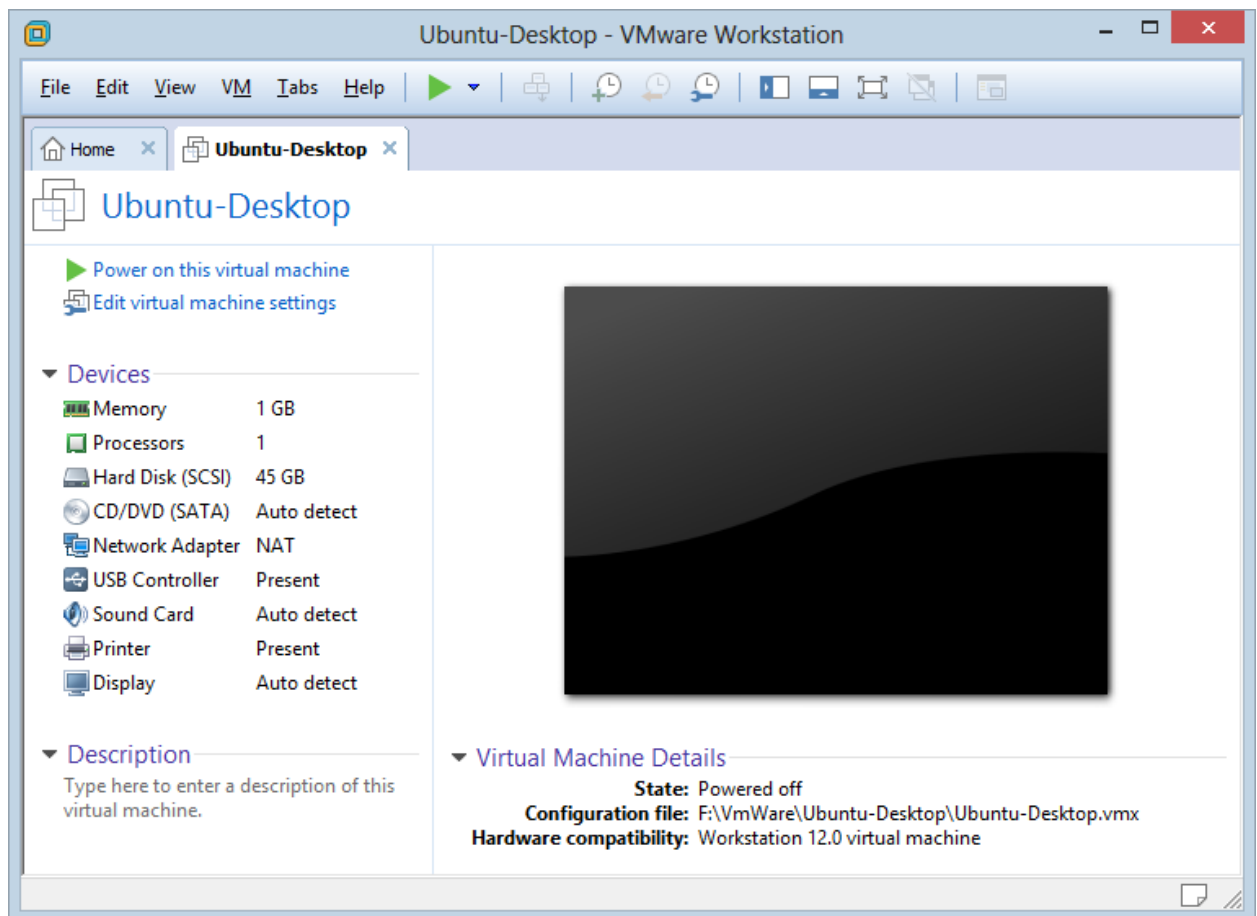 Ubuntu-Desktop - VMware Workstation
File Edit View VM Tabs Help
Home Ubuntu-Desktop
Ubuntu-Desktop
Power on this virtual machine
Edit virtual machine settings
Devices
Memory 1 GB
Processors 1
Hard Disk (SCSI) 45 GB
CD/DVD (SATA) Auto detect
Network Adapter NAT
USB Controller Present
Sound Card Auto detect
Printer Present
Display Auto detect
Description
Type here to enter a description of this
virtual machine.
Virtual Machine Details
State: Powered off
Configuration file: F:\VmWare\Ubuntu-Desktop\Ubuntu-Desktop.vmx
Hardware compatibility: Workstation 12.0 virtual machine